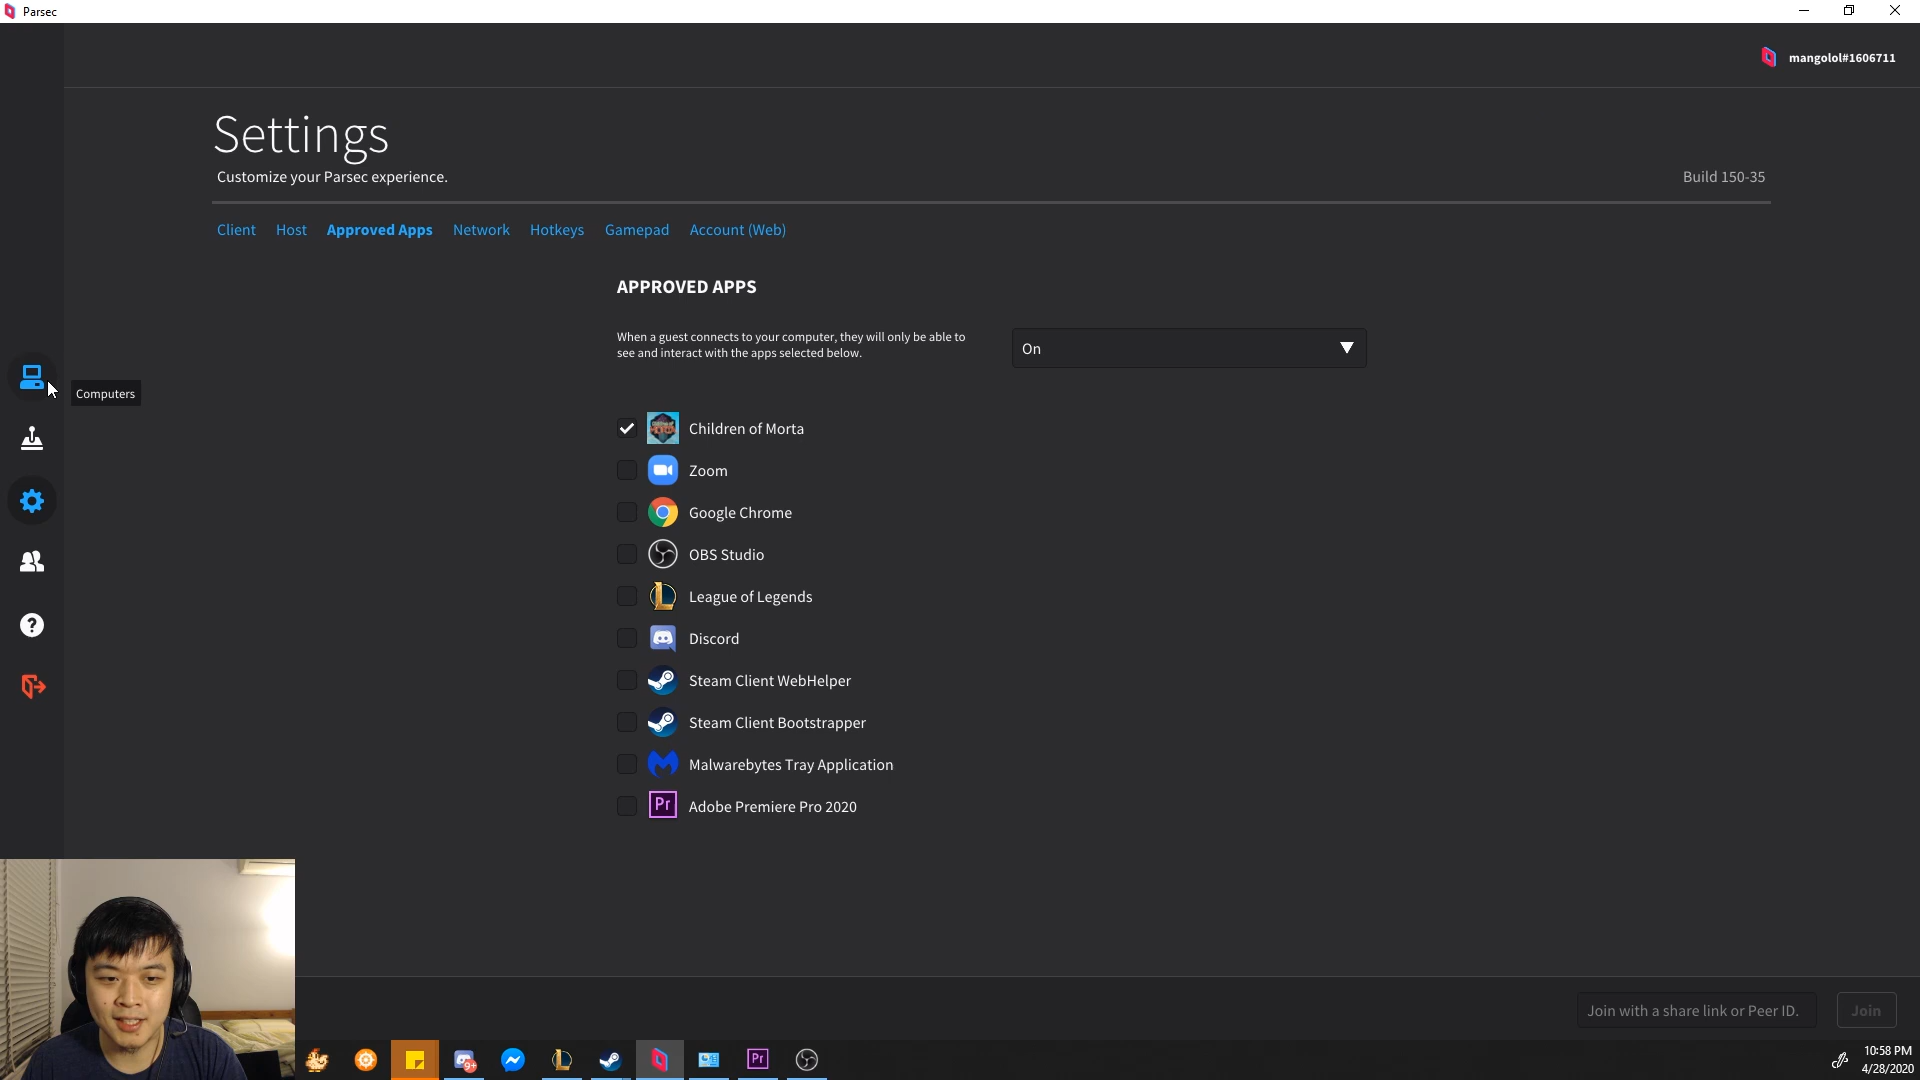 Parsec
mangolol#1606711
Settings
Customize your Parsec experience.
Build 150-35
Client Host Approved Apps Network Hotkeys Gamepad Account (Web)
APPROVED APPS
When a guest connects to your computer, they will only be able to
see and interact with the apps selected below.
On
Computers
Children of Morta
Zoom
Google Chrome
OBS Studio
League of Legends
Discord
Steam Client WebHelper
Steam Client Bootstrapper
Malwarebytes Tray Application
Pr Adobe Premiere Pro 2020
Join with a share link or Peer ID. Join
9+
Pr
10:58 PM
4/28/2020